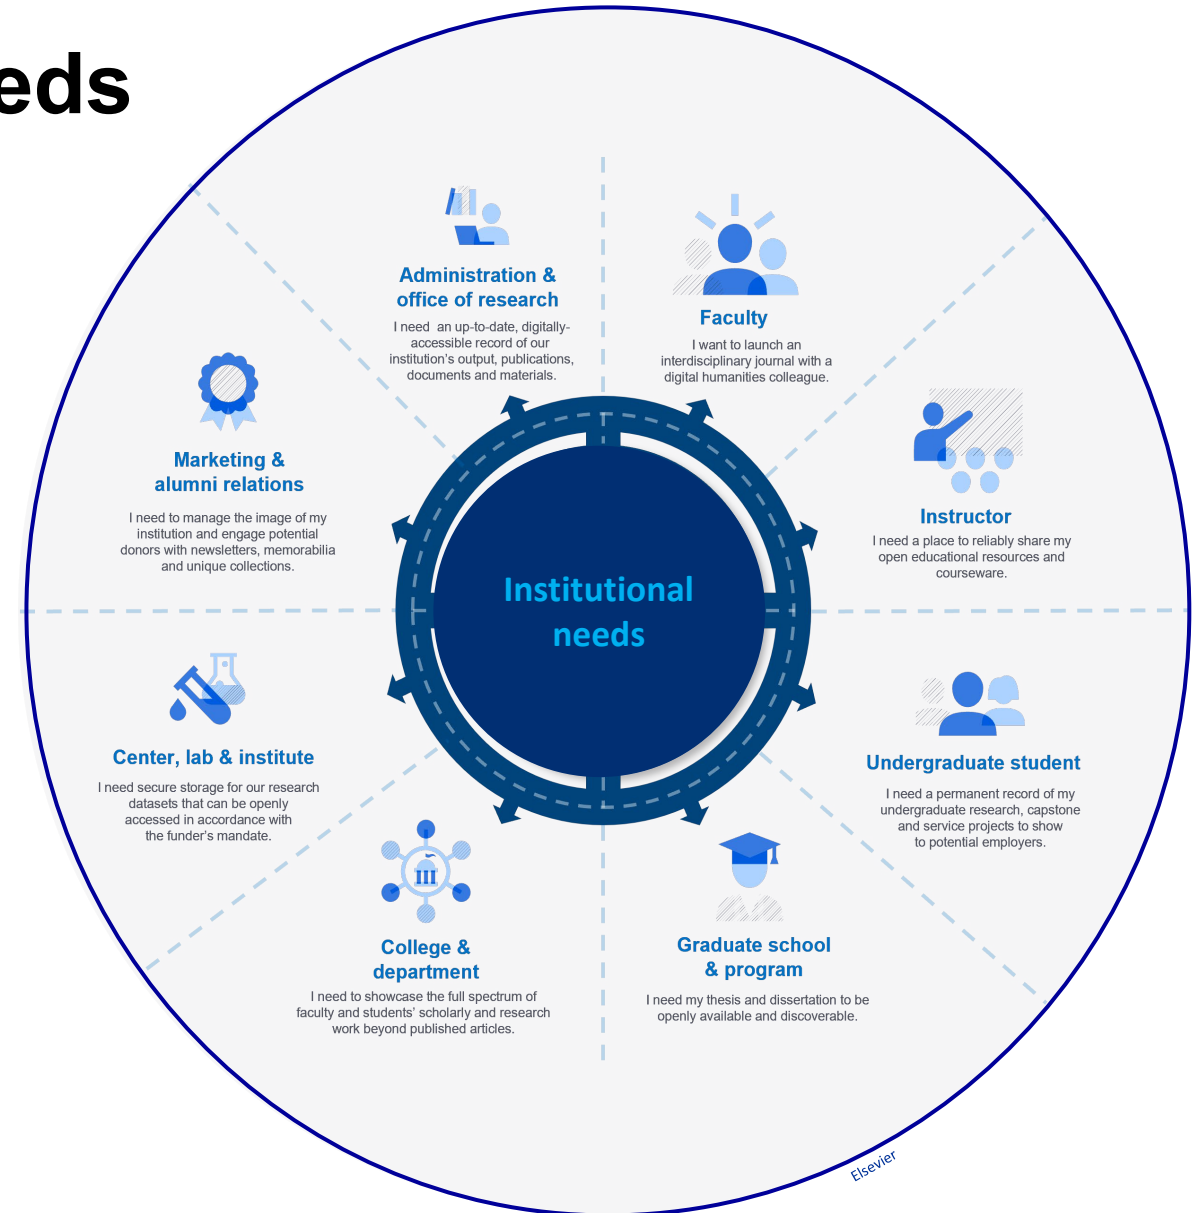 eds
Administration &
office of research
I need an up-to-date, digitally-
accessible record of our
institution's output, publications,
documents and materials.
Faculty
I want to launch an
interdisciplinary journal with a
digital humanities colleague.
Instructor
I need a place to reliably share my
open educational resources and
courseware.
Undergraduate student
I need a permanent record of my
undergraduate research, capstone
and service projects to show
to potential employers.
Graduate school
& program
I need my thesis and dissertation to be
openly available and discoverable.
College &
department
I need to showcase the full spectrum of
faculty and students' scholarly and research
work beyond published articles.
Center, lab & institute
I need secure storage for our research
datasets that can be openly
accessed in accordance with
the funder's mandate.
Marketing &
alumni relations
I need to manage the image of my
institution and engage potential
donors with newsletters, memorabilia
and unique collections.
Institutional
needs
Elsevier